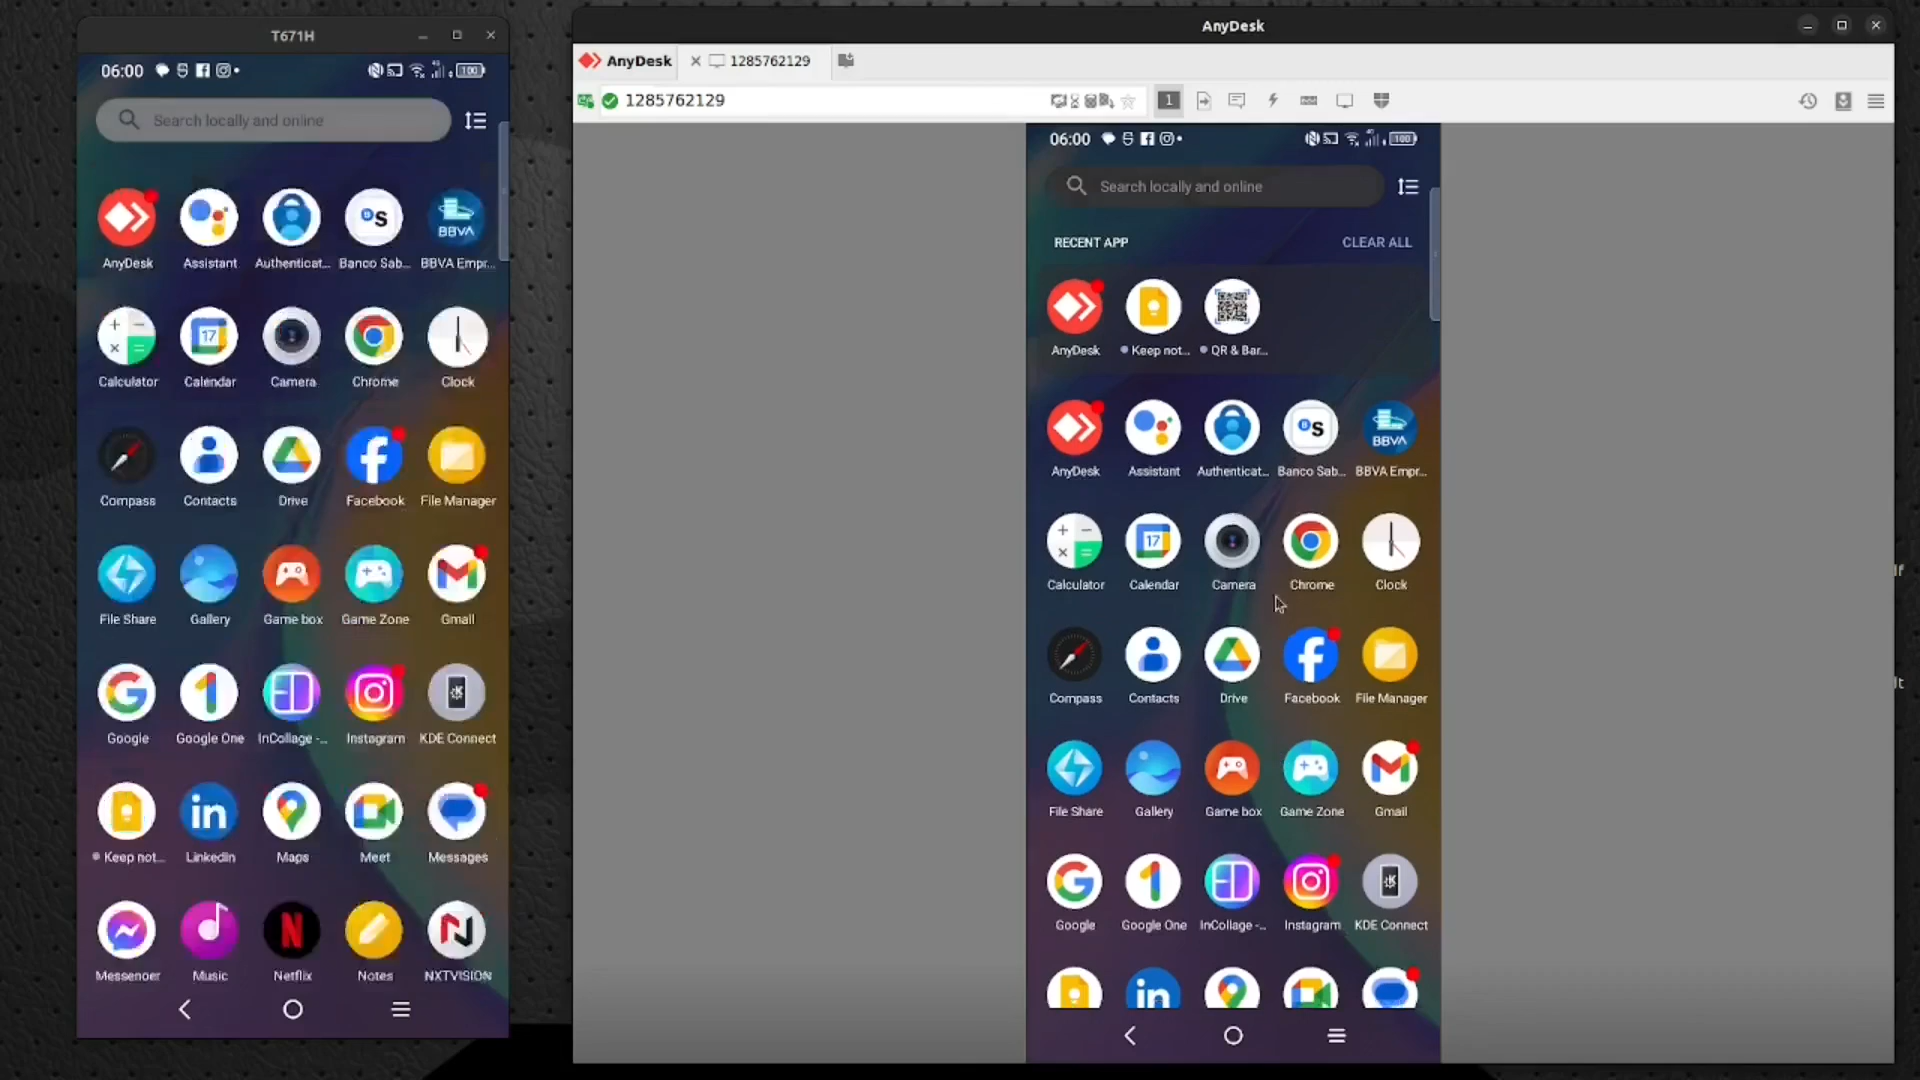 T671H
06:00
100
Search locally and online
AnyDesk Assistant Authenticat... Banco Sab... BBVA Empr...
Calculator Calendar Camera Chrome Clock
Compass Contacts Drive Facebook File Manager
File Share Gallery Game box Game Zone Gmail
Google Google One InCollage -... Instagram KDE Connect
Keep not... LinkedIn Maps Meet Messages
Messenger Music Netflix Notes NXTVISION
AnyDesk
AnyDesk 1285762129
1285762129 1
06:00
100
Search locally and online
RECENT APP CLEAR ALL
AnyDesk Keep not... QR & Bar...
AnyDesk Assistant Authenticat... Banco Sab... BBVA Empr...
Calculator Calendar Camera Chrome Clock
Compass Contacts Drive Facebook File Manager
File Share Gallery Game box Game Zone Gmail
Google Google One InCollage -... Instagram KDE Connect